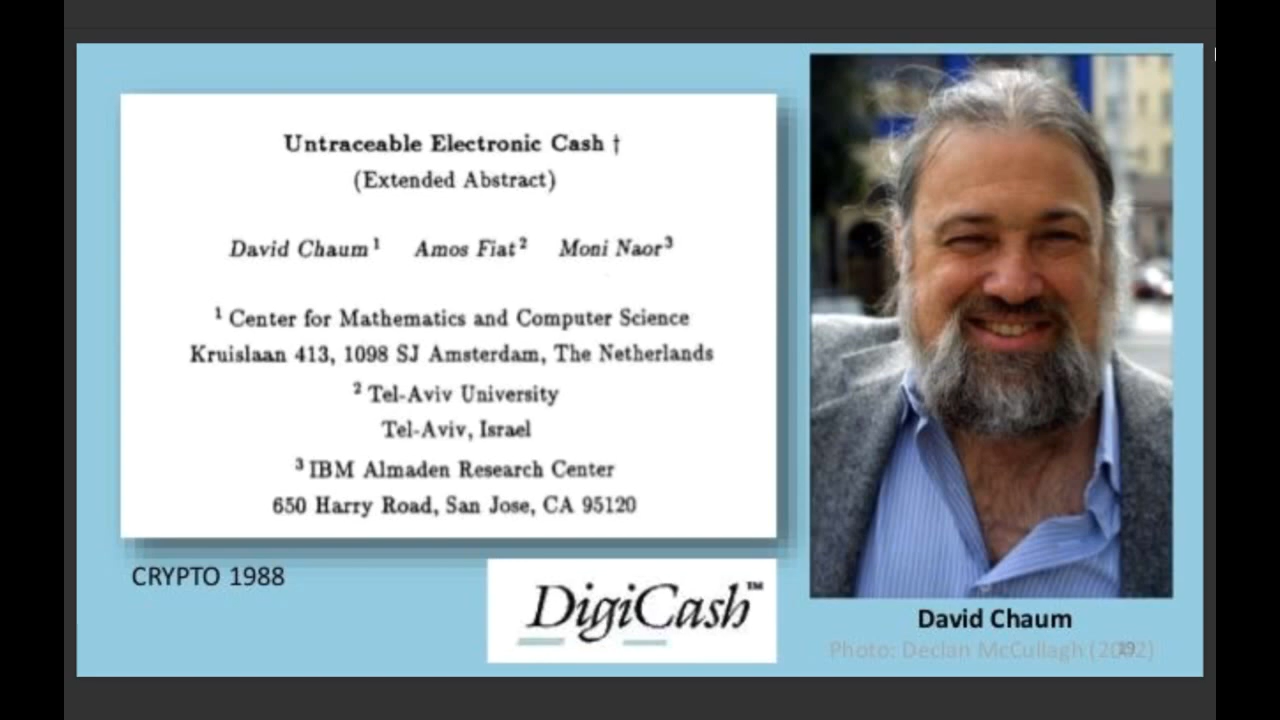 Untraceable Electronic Cash †
(Extended Abstract)
David Chaum¹ Amos Fiat² Moni Naor³
¹ Center for Mathematics and Computer Science
Kruislaan 413, 1098 SJ Amsterdam, The Netherlands
² Tel-Aviv University
Tel-Aviv, Israel
³ IBM Almaden Research Center
650 Harry Road, San Jose, CA 95120
CRYPTO 1988
DigiCash™
David Chaum
Photo: Declan McCullagh
19